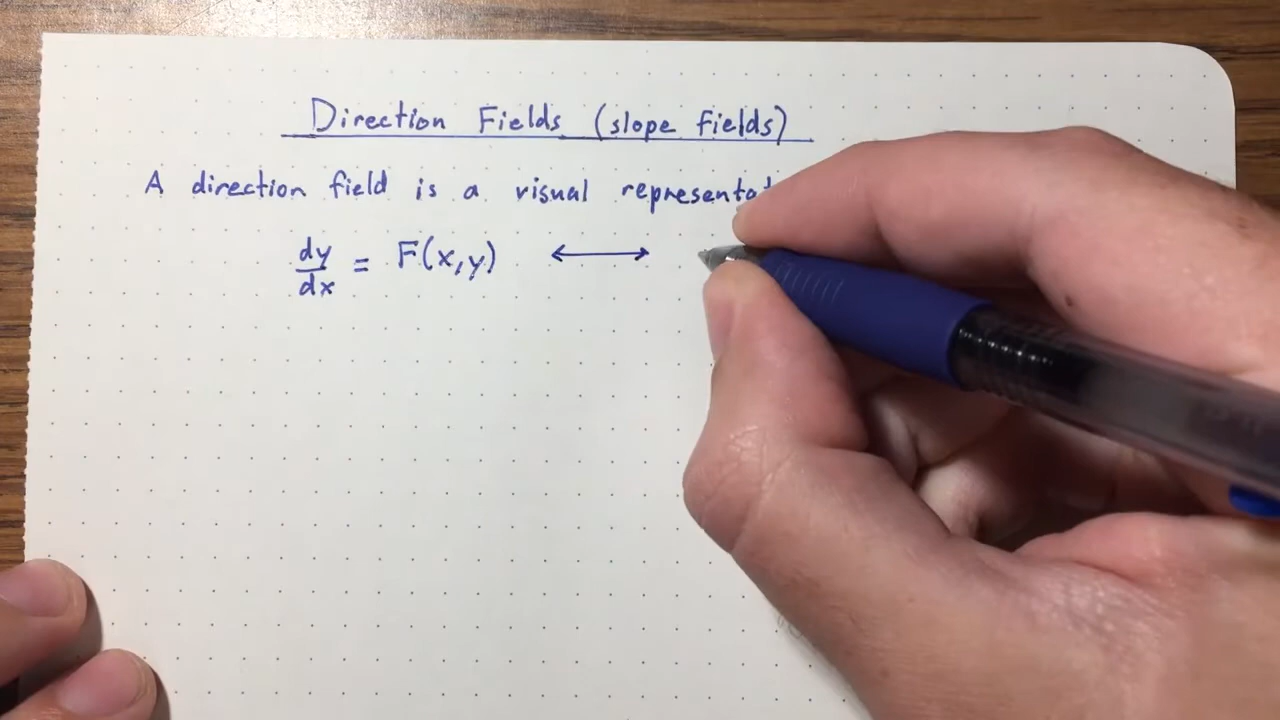 Direction Fields (slope fields)
A direction field is a visual
dy/dx = F(x,y) ⟷